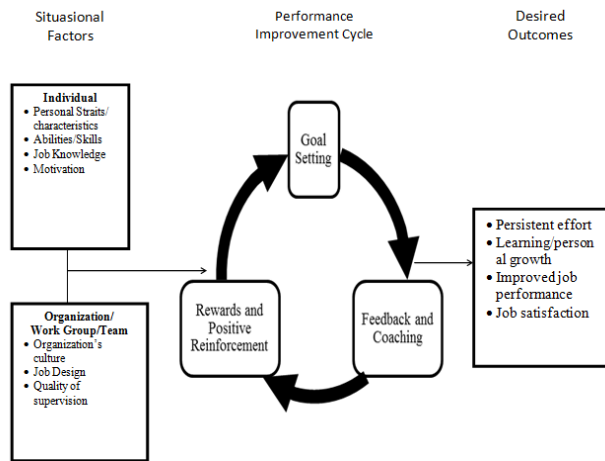 Situasional
Factors
Performance
Improvement Cycle
Desired
Outcomes
Individual
• Personal Straits/
characteristics
• Abilities/Skills
• Job Knowledge
• Motivation
Organization/
Work Group/Team
• Organization's
culture
• Job Design
• Quality of
supervision
Goal
Setting
Rewards and
Positive
Reinforcement
Feedback and
Coaching
• Persistent effort
• Learning/person
al growth
• Improved job
performance
• Job satisfaction